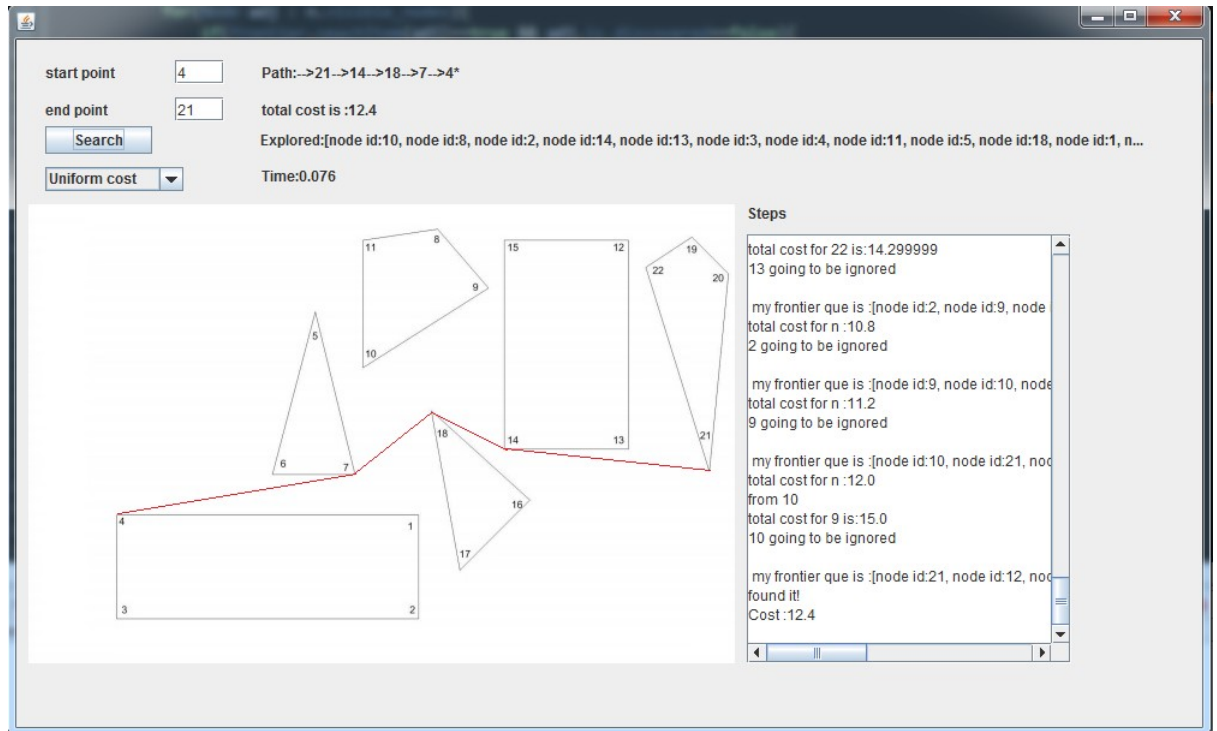 start point 4 Path:-->21-->14-->18-->7-->4*
end point 21 total cost is :12.4
Search Explored:[node id:10, node id:8, node id:2, node id:14, node id:13, node id:3, node id:4, node id:11, node id:5, node id:18, node id:1, n...
Uniform cost Time:0.076
Steps
total cost for 22 is:14.299999
13 going to be ignored
my frontier que is :[node id:2, node id:9, node
total cost for n :10.8
2 going to be ignored
my frontier que is :[node id:9, node id:10, node
total cost for n :11.2
9 going to be ignored
my frontier que is :[node id:10, node id:21, nod
total cost for n :12.0
from 10
total cost for 9 is:15.0
10 going to be ignored
my frontier que is :[node id:21, node id:12, nod
found it!
Cost :12.4
8
11 15 12 19
22 20
9
5
10
18 14 13 21
6 7
16
4 1
17
3 2